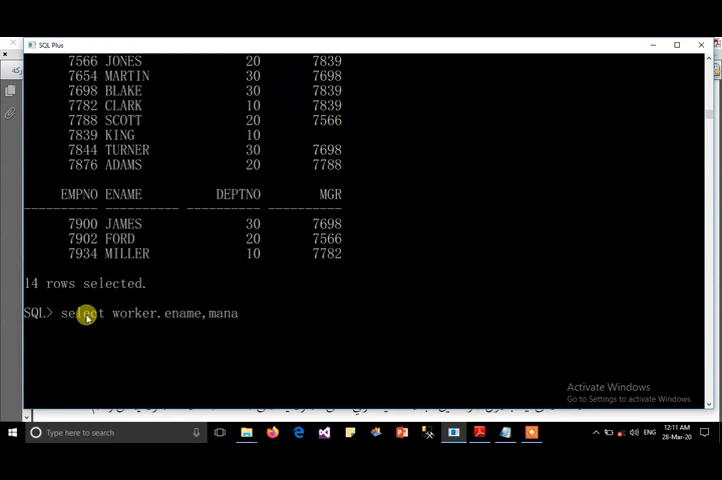 SQL Plus
7566 JONES 20 7839
7654 MARTIN 30 7698
7698 BLAKE 30 7839
7782 CLARK 10 7839
7788 SCOTT 20 7566
7839 KING 10
7844 TURNER 30 7698
7876 ADAMS 20 7788
EMPNO ENAME DEPTNO MGR
---------- ---------- ---------- ----------
7900 JAMES 30 7698
7902 FORD 20 7566
7934 MILLER 10 7782
14 rows selected.
SQL> select worker.ename,mana
Activate Windows
Go to Settings to activate Windows.
Type here to search
ENG
12:11 AM
28-Mar-20